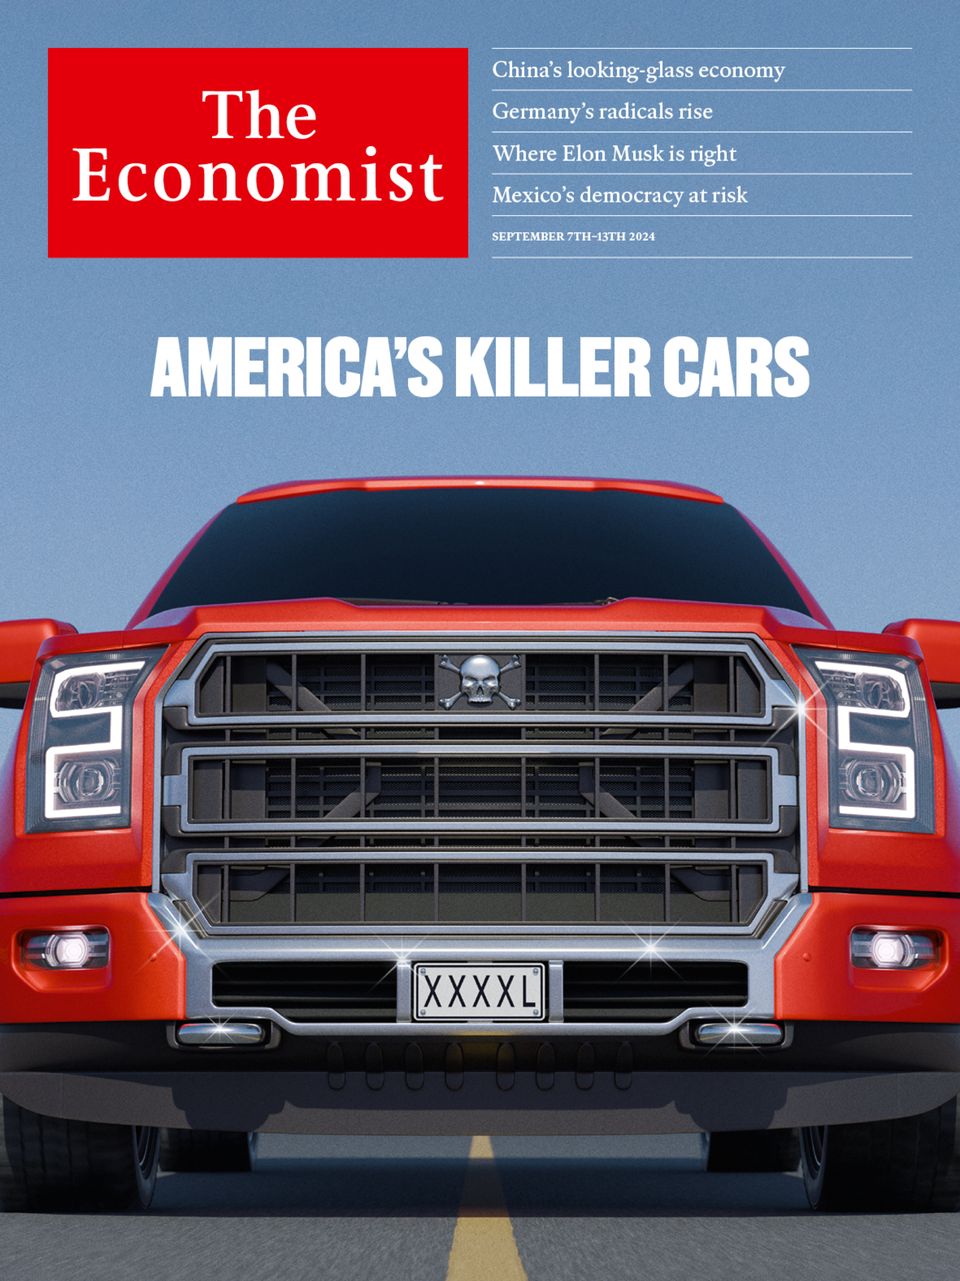 The
Economist
China’s looking-glass economy
Germany’s radicals rise
Where Elon Musk is right
Mexico’s democracy at risk
SEPTEMBER 7TH–13TH 2024
AMERICA’S KILLER CARS
XXXXL